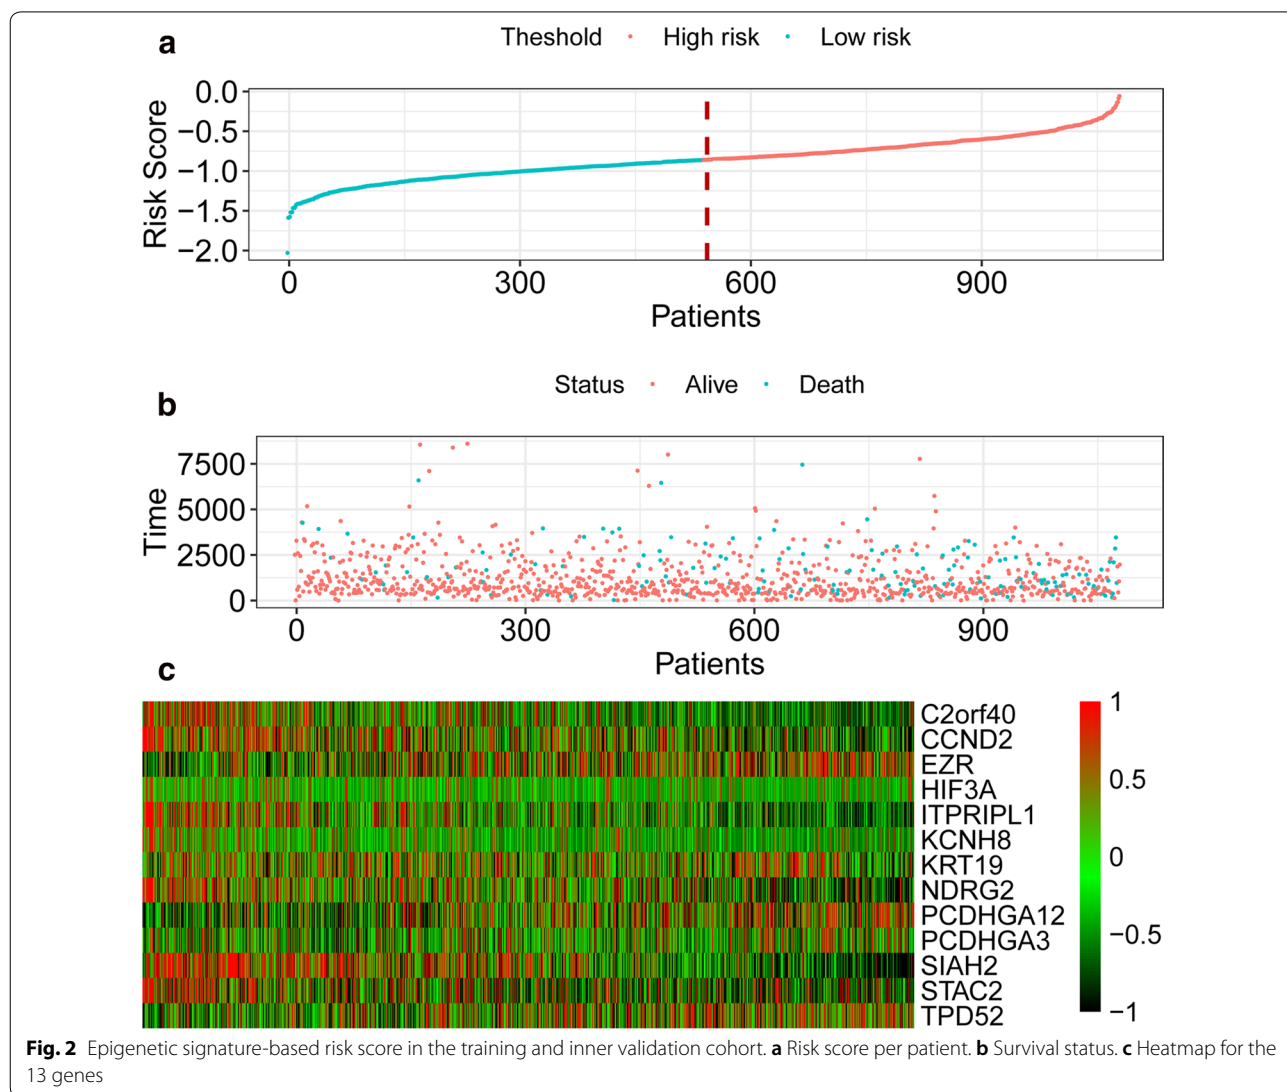 a
Theshold • High risk • Low risk
0.0
−0.5
−1.0
−1.5
−2.0
Risk Score
0 300 600 900
Patients
Status • Alive • Death
b
7500
5000
2500
0
Time
0 300 600 900
Patients
c
C2orf40
CCND2
EZR
HIF3A
ITPRIPL1
KCNH8
KRT19
NDRG2
PCDHGA12
PCDHGA3
SIAH2
STAC2
TPD52
1
0.5
0
−0.5
−1
Fig. 2 Epigenetic signature-based risk score in the training and inner validation cohort. a Risk score per patient. b Survival status. c Heatmap for the
13 genes